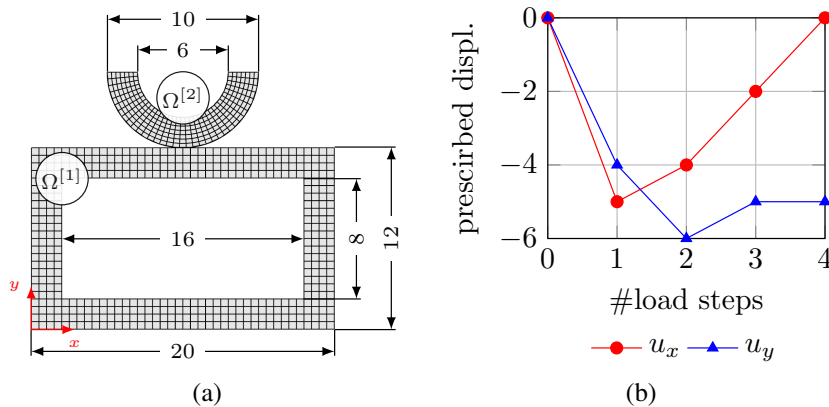 10
6
Ω[2]
Ω[1]
16
8
12
y
x
20
(a)
prescirbed displ.
0
−2
−4
−6
0 1 2 3 4
#load steps
u_x u_y
(b)